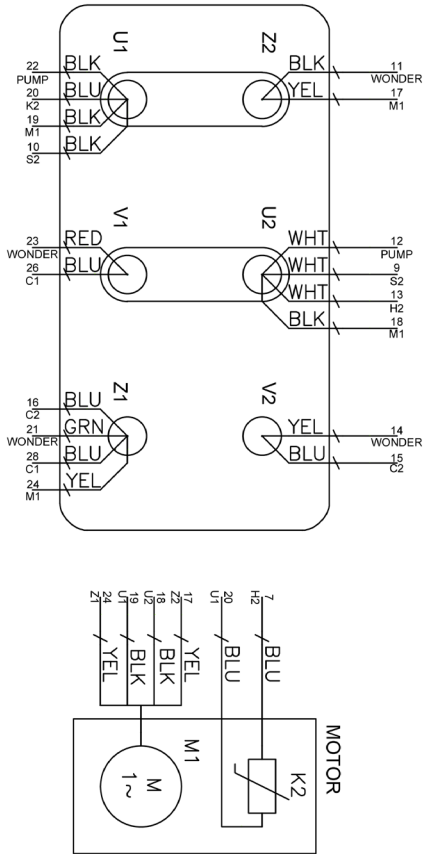 U1
Z2
22
PUMP
BLK
20
K2
BLU
19
M1
BLK
10
S2
BLK
BLK
11
WONDER
YEL
17
M1
V1
U2
23
WONDER
RED
26
C1
BLU
WHT
12
PUMP
WHT
9
S2
WHT
13
H2
BLK
18
M1
Z1
V2
16
C2
BLU
21
WONDER
GRN
28
C1
BLU
24
M1
YEL
YEL
14
WONDER
BLU
15
C2
Z1
24
YEL
U1
19
BLK
U2
18
BLK
Z2
17
YEL
U1
20
BLU
H2
7
BLU
MOTOR
M1
M
1~
K2